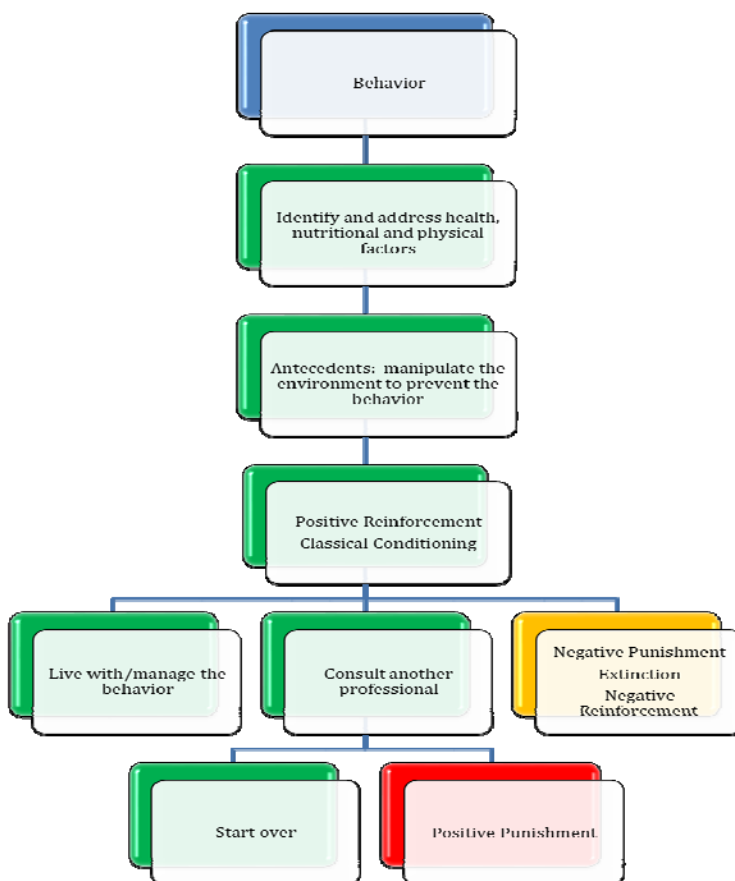 Behavior
Identify and address health,
nutritional and physical
factors
Antecedents: manipulate the
environment to prevent the
behavior
Positive Reinforcement
Classical Conditioning
Live with/manage the
behavior
Consult another
professional
Negative Punishment
Extinction
Negative
Reinforcement
Start over
Positive Punishment